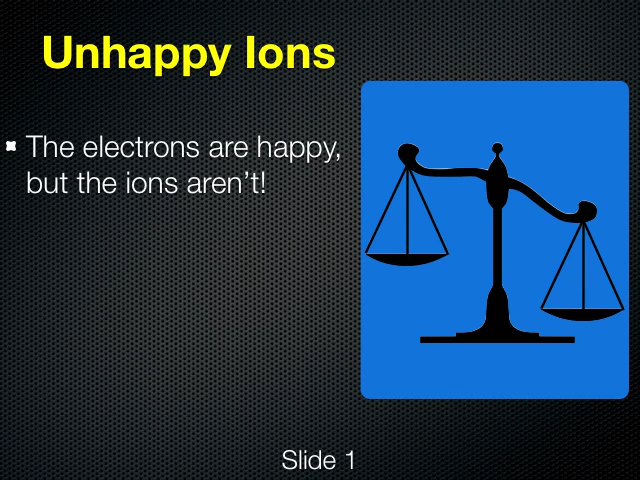 Unhappy Ions
The electrons are happy,
but the ions aren’t!
Slide 1